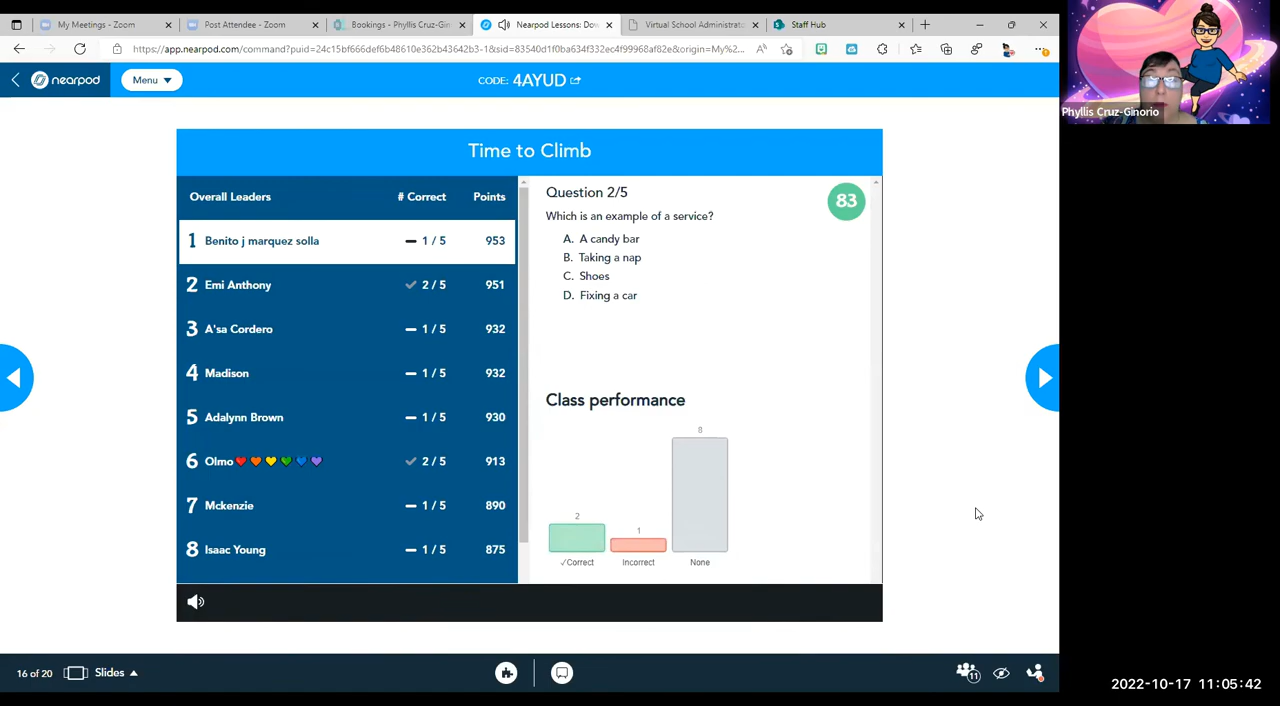 My Meetings - Zoom
Post Attendee - Zoom
Bookings - Phyllis Cruz-Gin
Nearpod Lessons: Dow
Virtual School Administrat
Staff Hub
https://app.nearpod.com/command?puid=24c15bf666def6b48610e362b43642b3-1&sid=83540d1f0ba634f332ec4f99968af82e&origin=My%2...
nearpod
Menu
CODE: 4AYUD
Phyllis Cruz-Ginorio
Time to Climb
Overall Leaders # Correct Points
1 Benito j marquez solla 1 / 5 953
2 Emi Anthony 2 / 5 951
3 A'sa Cordero 1 / 5 932
4 Madison 1 / 5 932
5 Adalynn Brown 1 / 5 930
6 Olmo❤️🧡💛💚💙💜 2 / 5 913
7 Mckenzie 1 / 5 890
8 Isaac Young 1 / 5 875
Question 2/5
83
Which is an example of a service?
A. A candy bar
B. Taking a nap
C. Shoes
D. Fixing a car
Class performance
8
2
1
✓Correct Incorrect None
16 of 20 Slides
11
2022-10-17 11:05:42